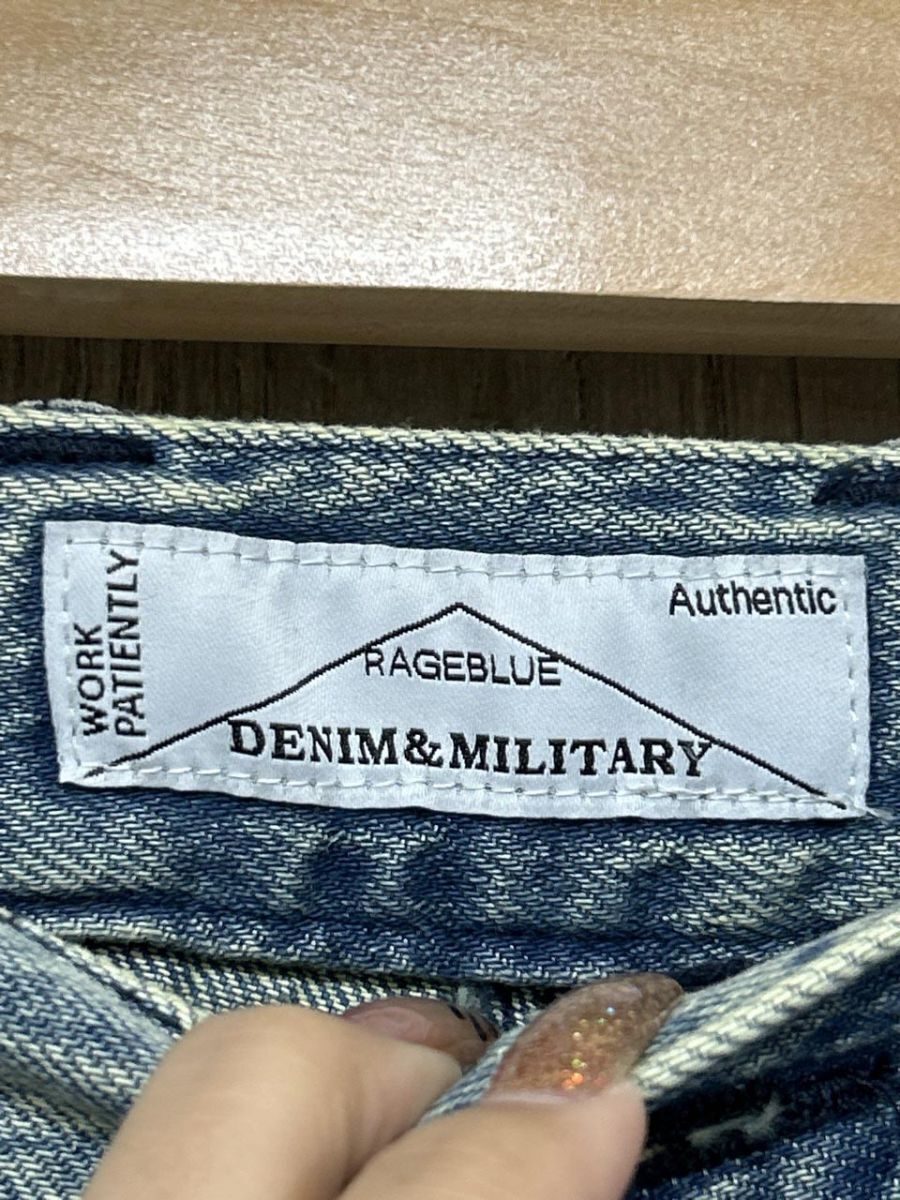 WORK
PATIENTLY
Authentic
RAGEBLUE
DENIM&MILITARY